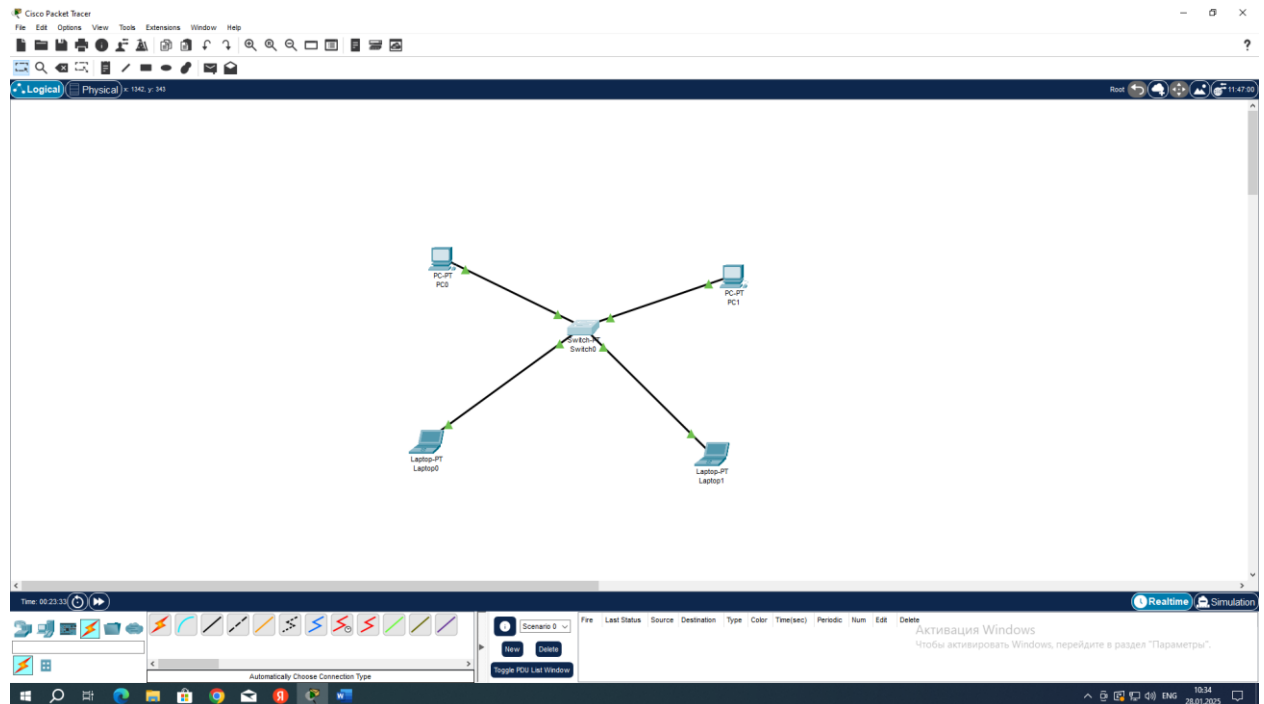 Cisco Packet Tracer
File Edit Options View Tools Extensions Window Help
?
Logical Physical x: 1342, y: 343 Root 11:47:00
PC-PT
PC0
PC-PT
PC1
Switch-PT
Switch0
Laptop-PT
Laptop0
Laptop-PT
Laptop1
Time: 00:23:33 Realtime Simulation
Scenario 0
New Delete
Toggle PDU List Window
Fire Last Status Source Destination Type Color Time(sec) Periodic Num Edit Delete
Активация Windows
Чтобы активировать Windows, перейдите в раздел "Параметры".
Automatically Choose Connection Type
ENG 10:34
28.01.2025